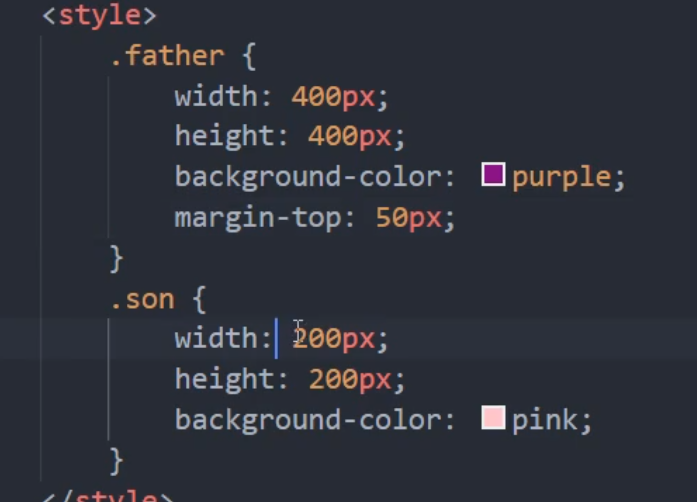 <style>
.father {
width: 400px;
height: 400px;
background-color: purple;
margin-top: 50px;
}
.son {
width: 200px;
height: 200px;
background-color: pink;
}
</style>